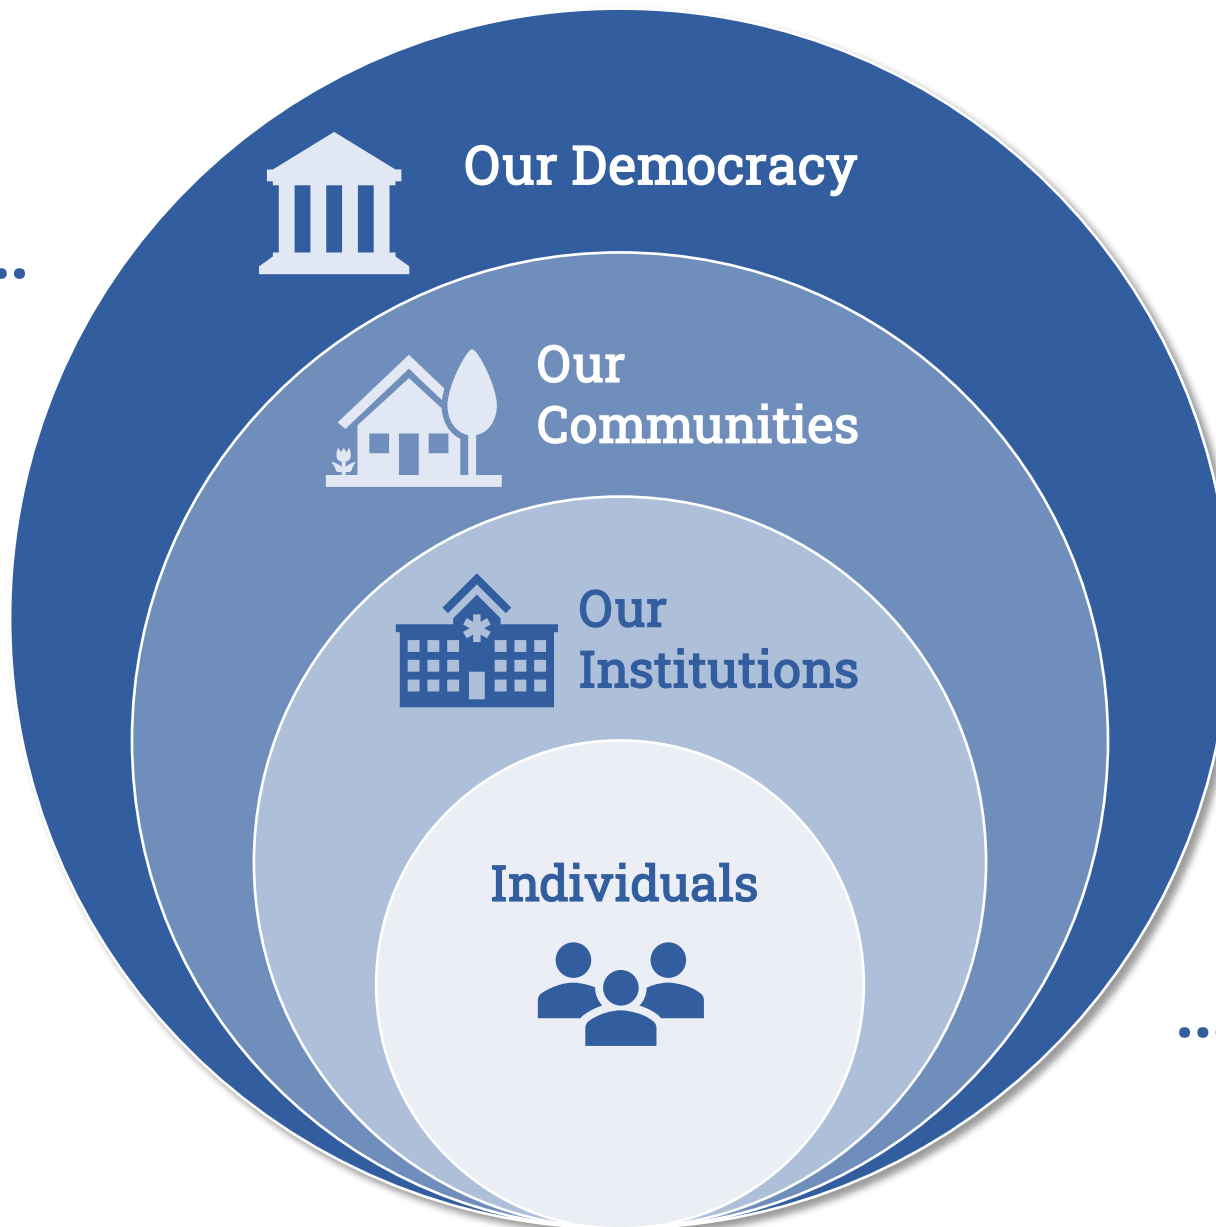 Our Democracy
Our
Communities
Our
Institutions
Individuals